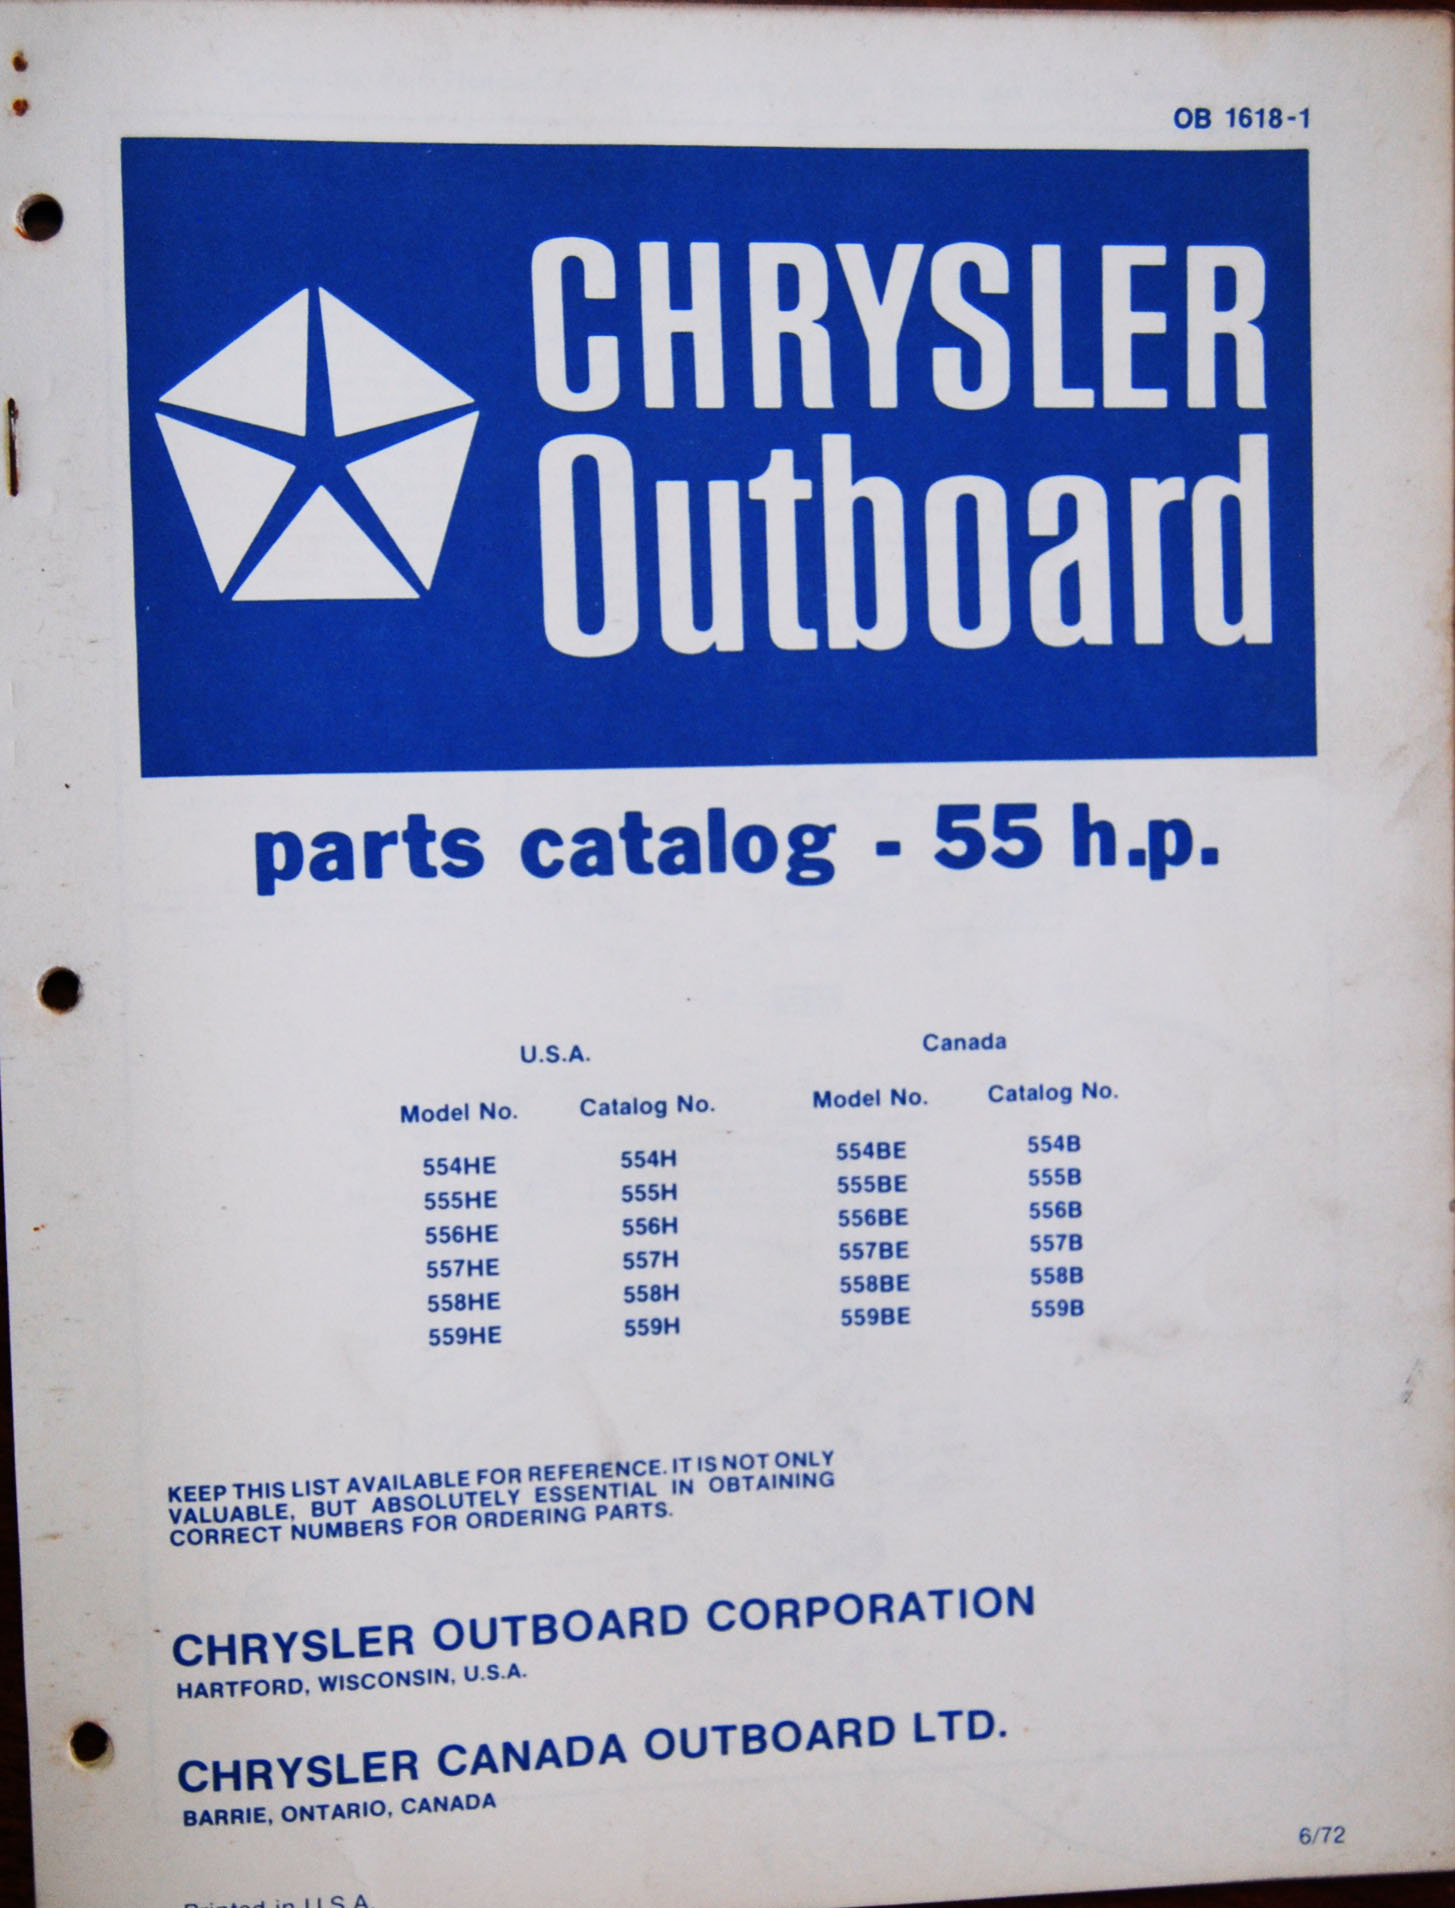 OB 1618-1
CHRYSLER
Outboard
parts catalog - 55 h.p.
U.S.A. Canada
Model No. Catalog No. Model No. Catalog No.
554HE 554H 554BE 554B
555HE 555H 555BE 555B
556HE 556H 556BE 556B
557HE 557H 557BE 557B
558HE 558H 558BE 558B
559HE 559H 559BE 559B
KEEP THIS LIST AVAILABLE FOR REFERENCE. IT IS NOT ONLY
VALUABLE, BUT ABSOLUTELY ESSENTIAL IN OBTAINING
CORRECT NUMBERS FOR ORDERING PARTS.
CHRYSLER OUTBOARD CORPORATION
HARTFORD, WISCONSIN, U.S.A.
CHRYSLER CANADA OUTBOARD LTD.
BARRIE, ONTARIO, CANADA
6/72
Printed in U.S.A.